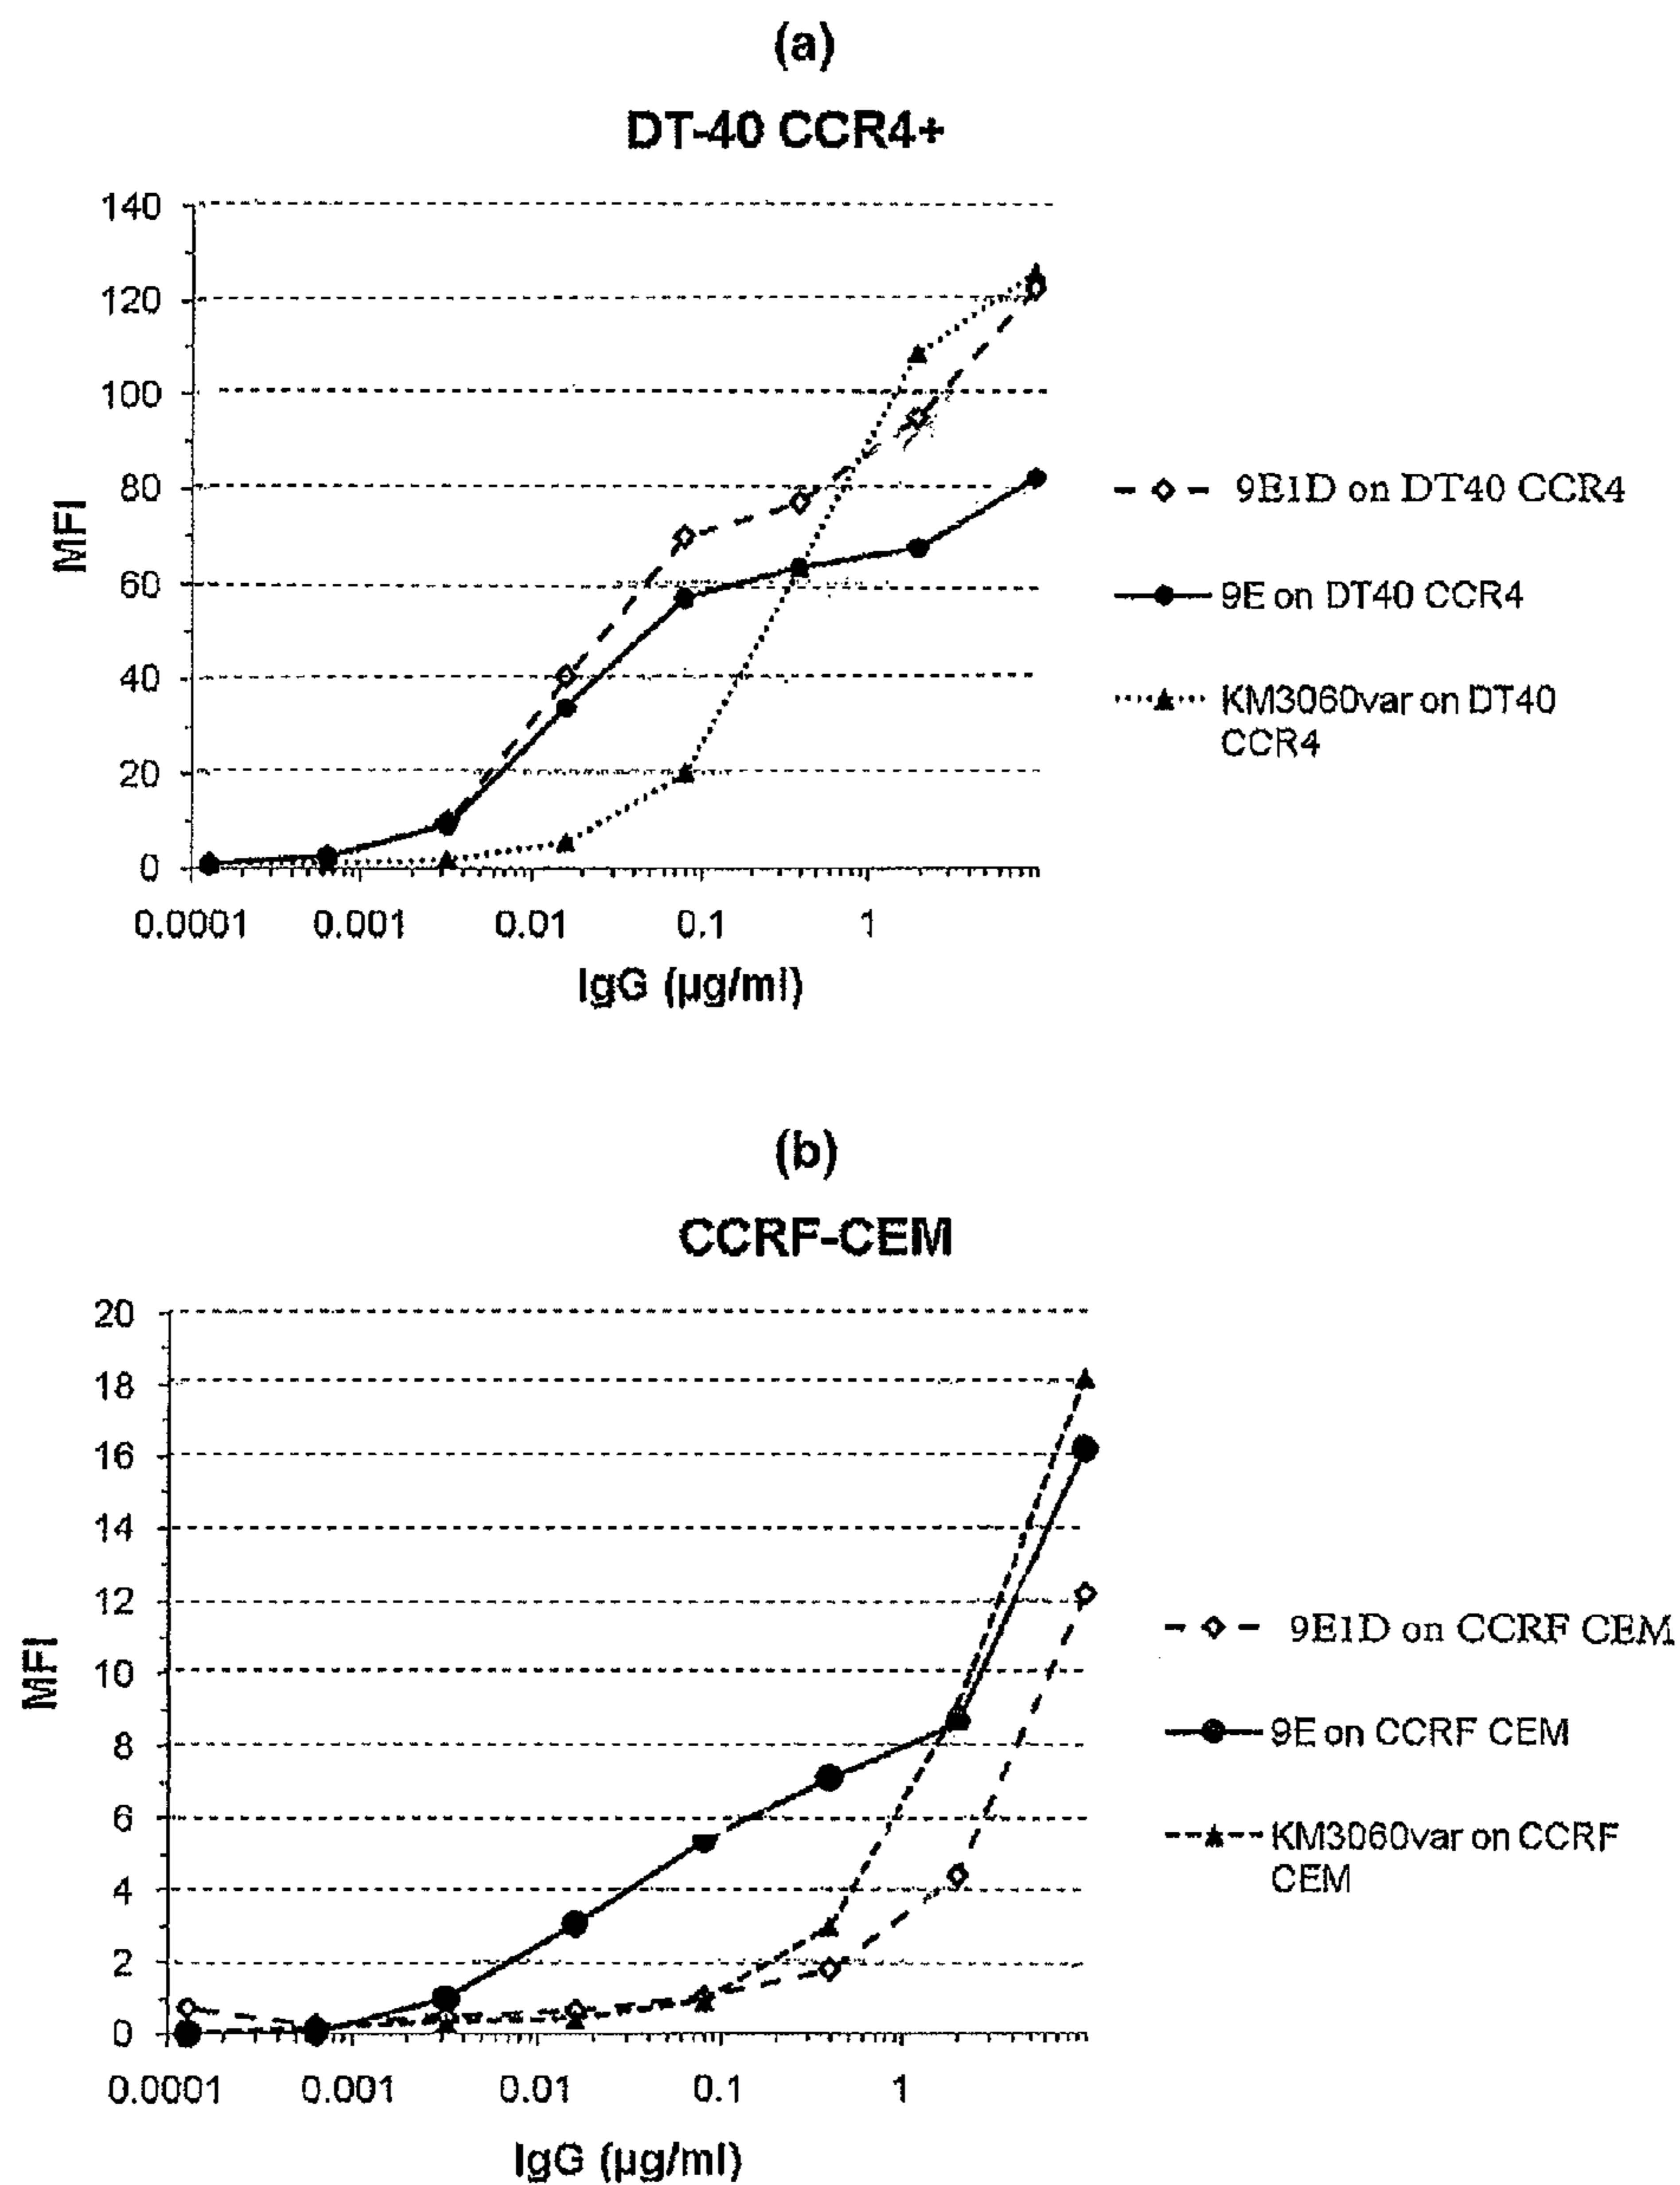 (a)
DT-40 CCR4+
140
120
100
80
60
40
20
0
MFI
0.0001 0.001 0.01 0.1 1
IgG (µg/ml)
9E1D on DT40 CCR4
9E on DT40 CCR4
KM3060var on DT40
CCR4
(b)
CCRF-CEM
20
18
16
14
12
10
8
6
4
2
0
MFI
0.0001 0.001 0.01 0.1 1
IgG (µg/ml)
9E1D on CCRF CEM
9E on CCRF CEM
KM3060var on CCRF
CEM